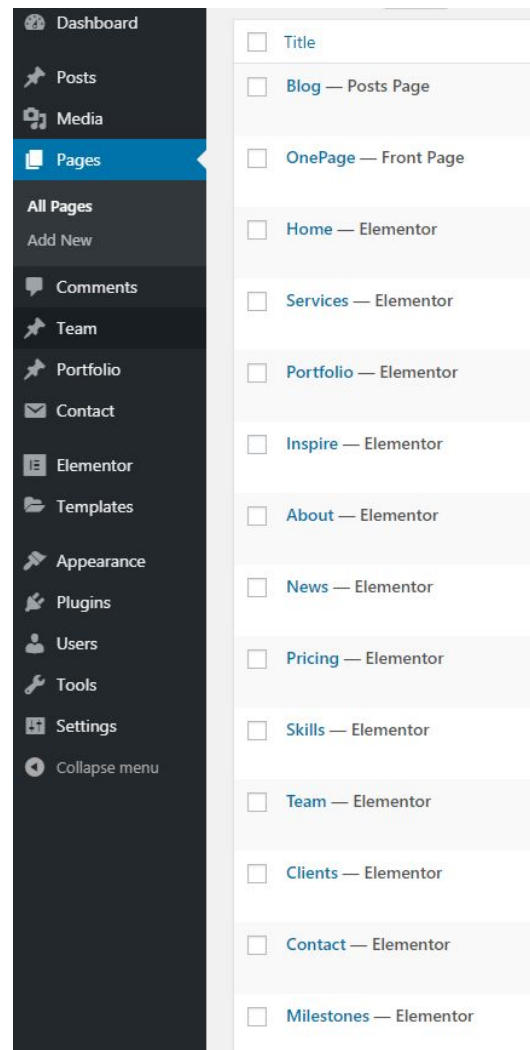 Dashboard
Posts
Media
Pages
All Pages
Add New
Comments
Team
Portfolio
Contact
Elementor
Templates
Appearance
Plugins
Users
Tools
Settings
Collapse menu
Title
Blog — Posts Page
OnePage — Front Page
Home — Elementor
Services — Elementor
Portfolio — Elementor
Inspire — Elementor
About — Elementor
News — Elementor
Pricing — Elementor
Skills — Elementor
Team — Elementor
Clients — Elementor
Contact — Elementor
Milestones — Elementor